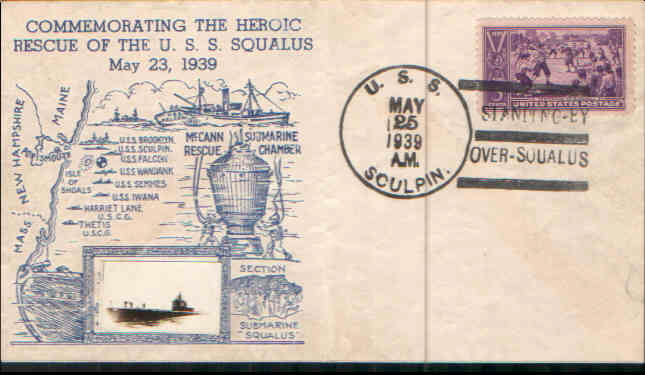 COMMEMORATING THE HEROIC
RESCUE OF THE U. S. S. SQUALUS
May 23, 1939
NEW HAMPSHIRE
MAINE
MASS.
ISLE
OF
SHOALS
U.S.S. BROOKLYN
U.S.S. SCULPIN.
U.S.S. FALCON
U.S.S. WANDANK
U.S.S. SEMMES
U.S.S. IWANA
HARRIET LANE
U.S.C.G.
THETIS
U.S.C.G.
McCANN SUBMARINE
RESCUE CHAMBER
SECTION
SUBMARINE
"SQUALUS"
U. S. S.
MAY
25
1939
A.M.
SCULPIN.
UNITED STATES POSTAGE
STANDING-BY
OVER-SQUALUS